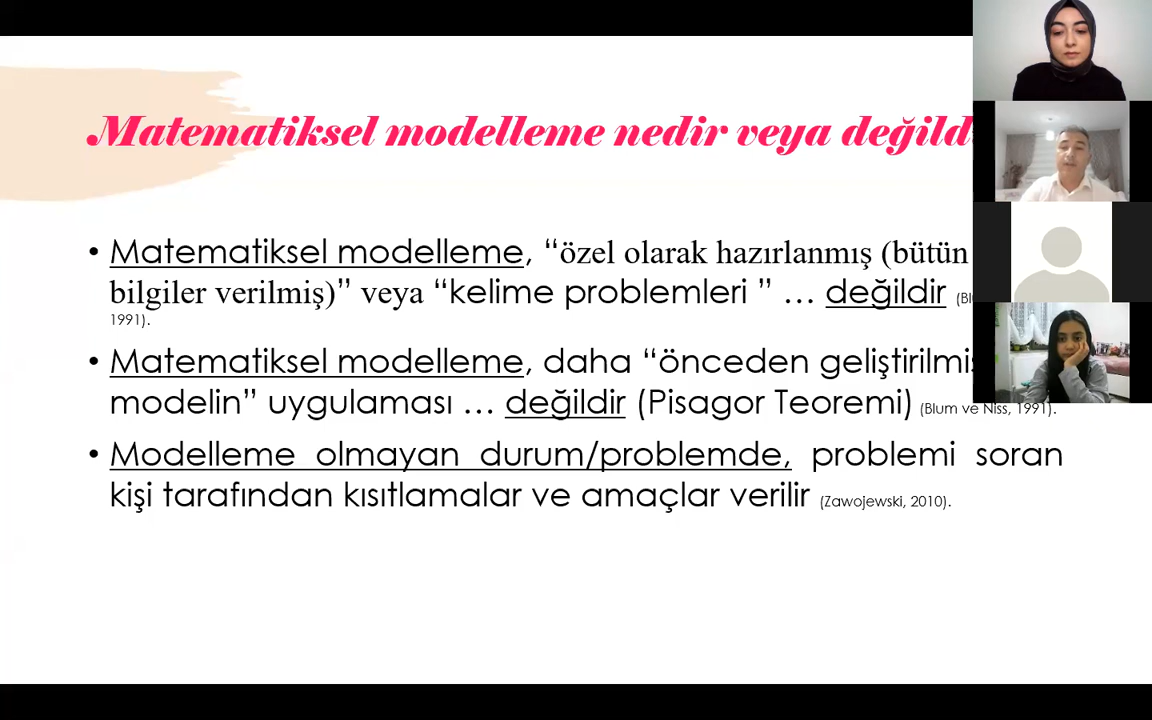 Matematiksel modelleme nedir veya
• Matematiksel modelleme, “özel olarak hazırlanmış (bütün
bilgiler verilmiş)” veya “kelime problemleri ” … değildir
1991).
• Matematiksel modelleme, daha “önceden
modelin” uygulaması … değildir (Pisagor Teoremi) (Blum ve Niss, 1991).
• Modelleme olmayan durum/problemde, problemi soran
kişi tarafından kısıtlamalar ve amaçlar verilir (Zawojewski, 2010).